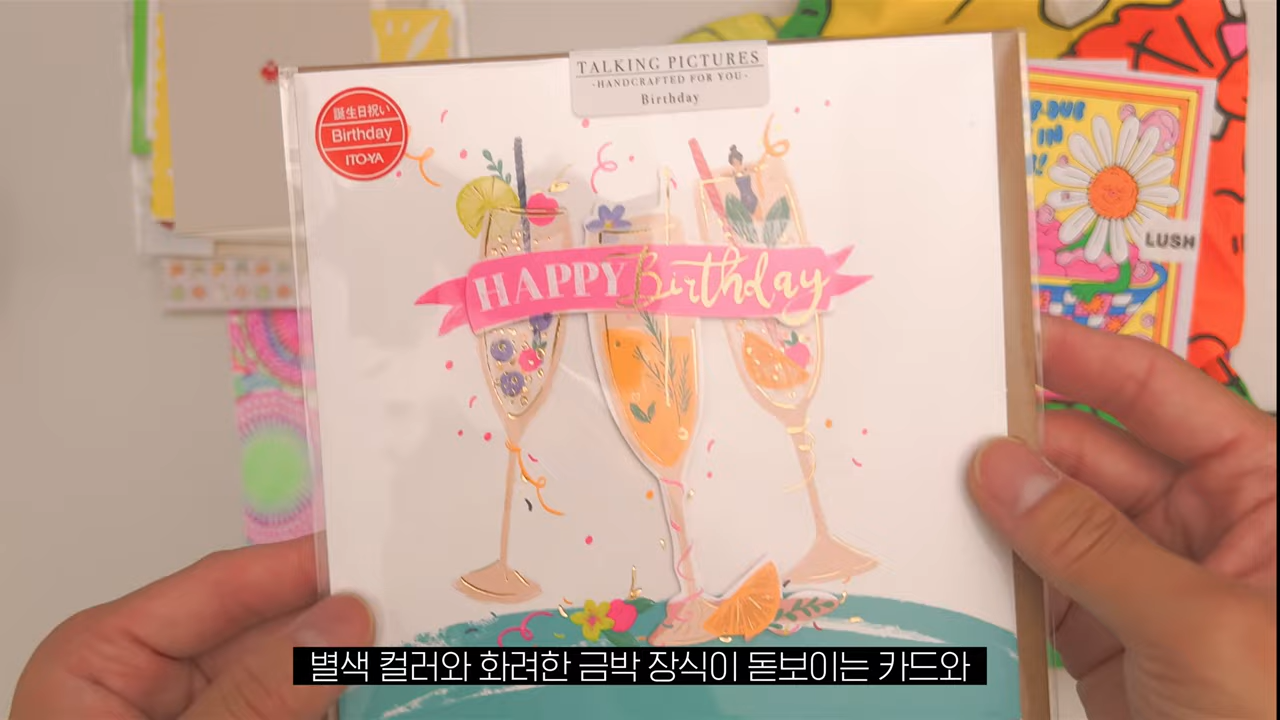 TALKING PICTURES
·HANDCRAFTED FOR YOU·
Birthday
誕生日祝い
Birthday
ITO-YA
HAPPY Birthday
LUSH
별색 컬러와 화려한 금박 장식이 돋보이는 카드와